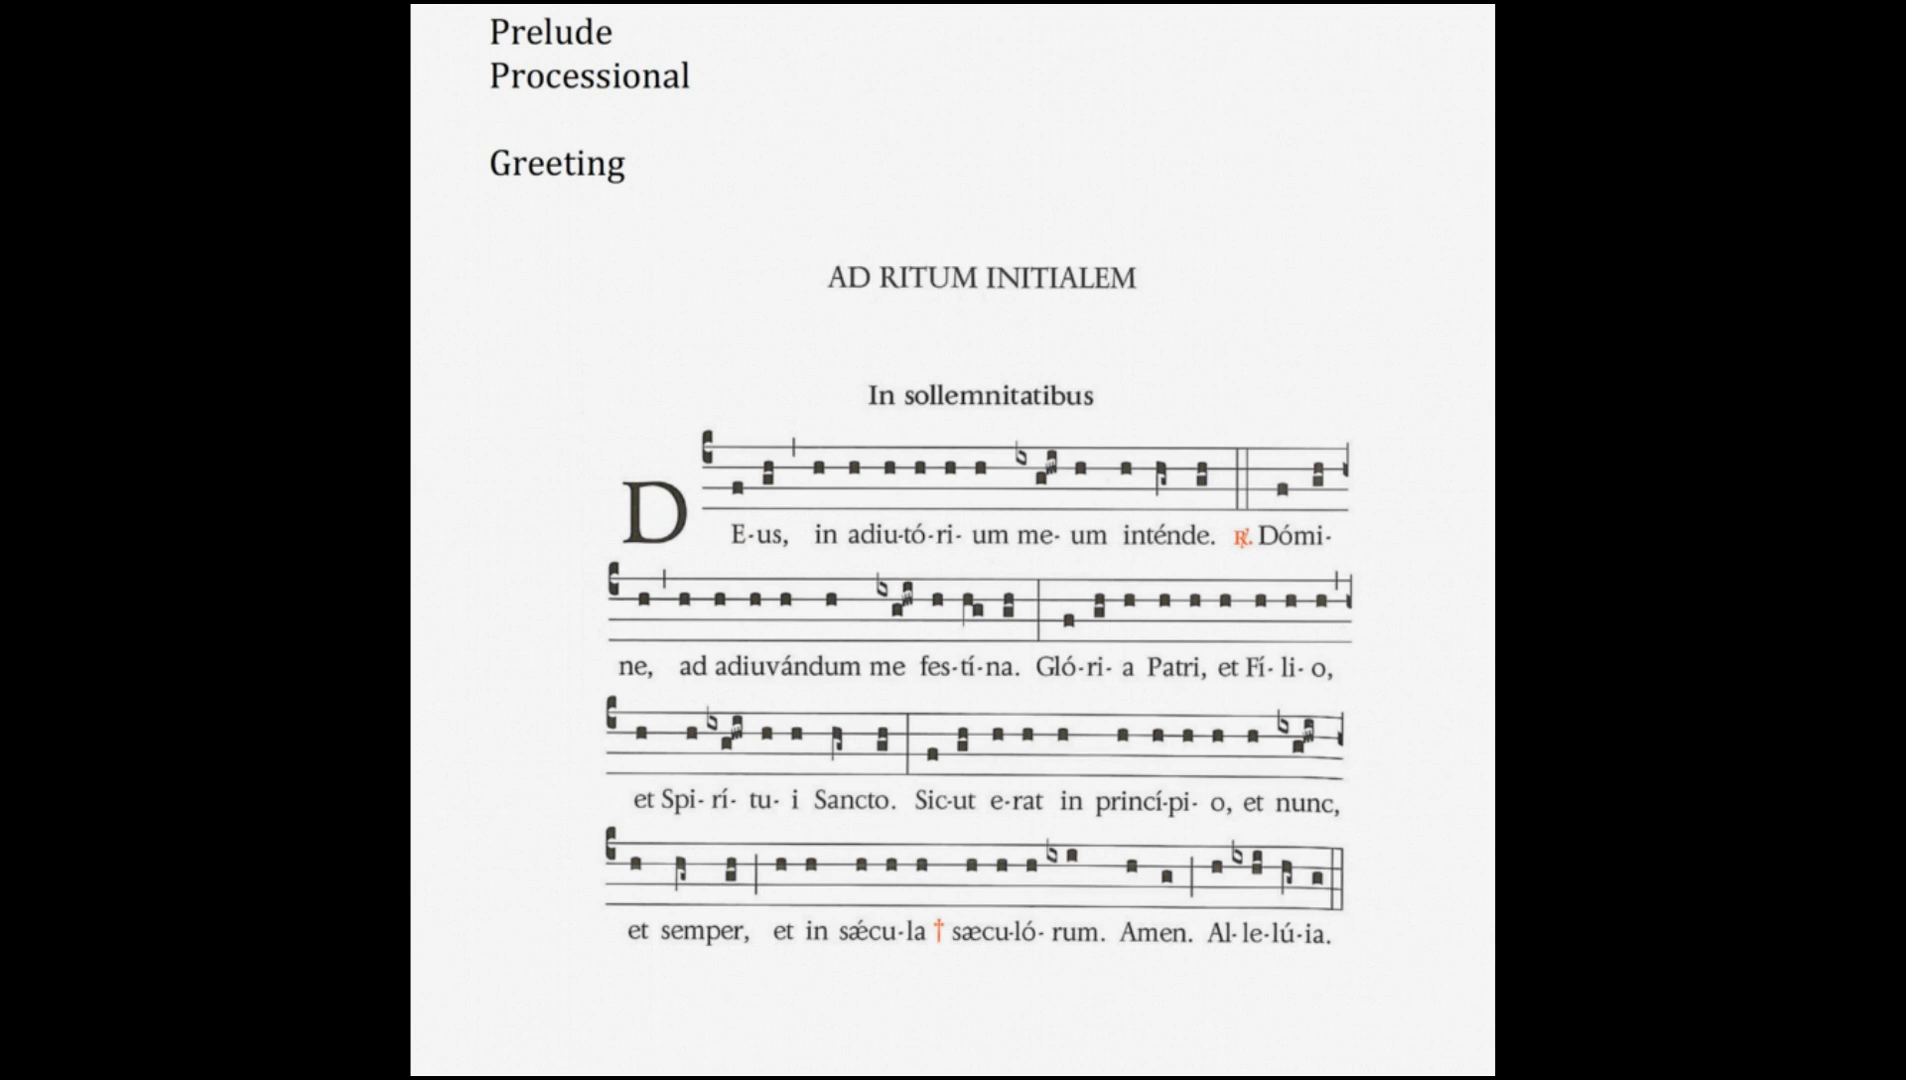 Prelude
Processional
Greeting
AD RITUM INITIALEM
In sollemnitatibus
DE-us, in adiu-tó-ri- um me- um inténde. ℟. Dómi-
ne, ad adiuvándum me fes-tí-na. Gló-ri- a Patri, et Fí- li- o,
et Spi- rí- tu- i Sancto. Sic-ut e-rat in princí-pi- o, et nunc,
et semper, et in sǽcu-la † sæcu-ló- rum. Amen. Al-le-lú-ia.